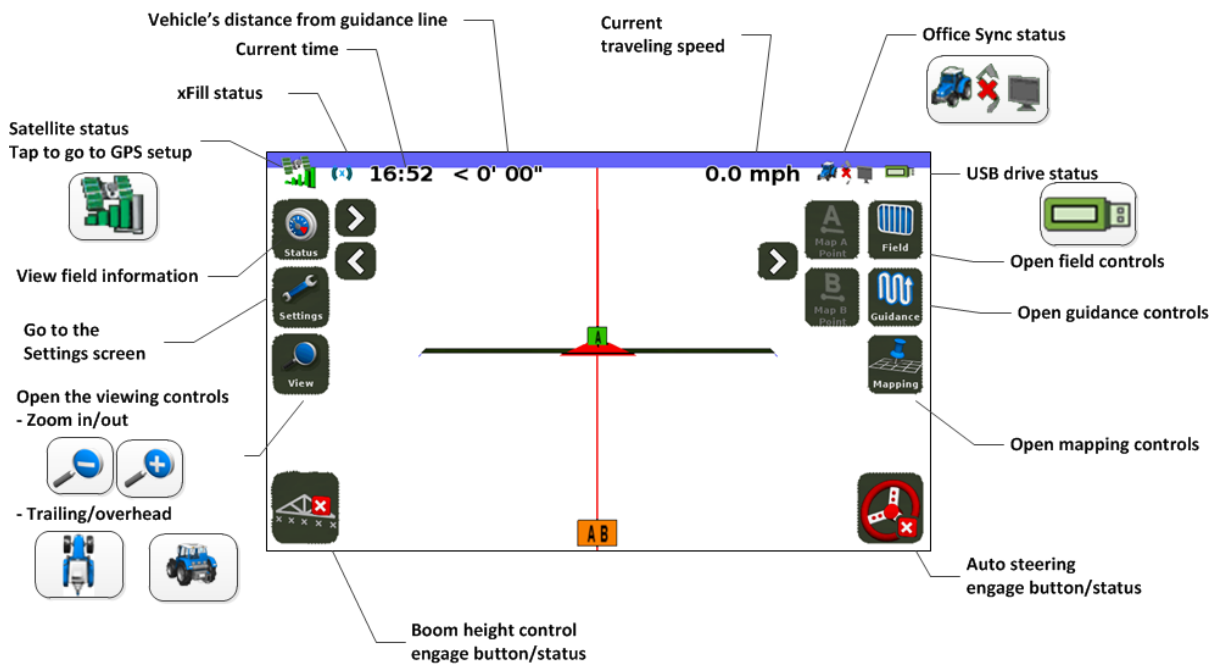 Vehicle's distance from guidance line
Current time
xFill status
Satellite status
Tap to go to GPS setup
View field information
Go to the
Settings screen
Open the viewing controls
- Zoom in/out
- Trailing/overhead
Current
traveling speed
Office Sync status
USB drive status
Open field controls
Open guidance controls
Open mapping controls
Auto steering
engage button/status
Boom height control
engage button/status
16:52 < 0' 00"
0.0 mph
Status
Settings
View
A
Map A
Point
B
Map B
Point
Field
Guidance
Mapping
A
A B